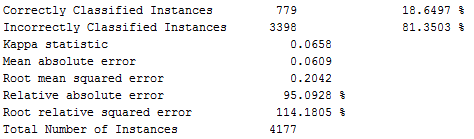 Correctly Classified Instances 779 18.6497 %
Incorrectly Classified Instances 3398 81.3503 %
Kappa statistic 0.0658
Mean absolute error 0.0609
Root mean squared error 0.2042
Relative absolute error 95.0928 %
Root relative squared error 114.1805 %
Total Number of Instances 4177